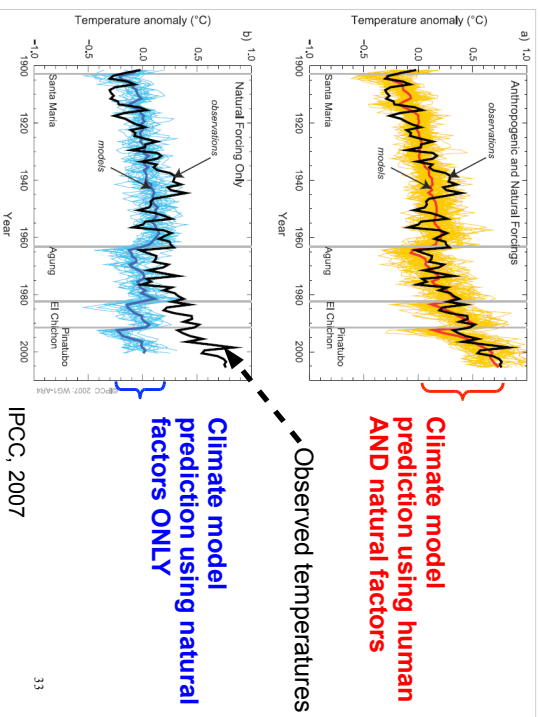 a)
Anthropogenic and Natural Forcings
observations
models
Temperature anomaly (°C)
1.0
0.5
0.0
-0.5
-1.0
Santa Maria
Agung
El Chichon
Pinatubo
1900
1920
1940
1960
1980
2000
Year
Climate model
prediction using human
AND natural factors
b)
Natural Forcing Only
observations
models
Temperature anomaly (°C)
1.0
0.5
0.0
-0.5
-1.0
Santa Maria
Agung
El Chichon
Pinatubo
1900
1920
1940
1960
1980
2000
Year
©IPCC 2007: WG1-AR4
Observed temperatures
Climate model
prediction using natural
factors ONLY
IPCC, 2007
33